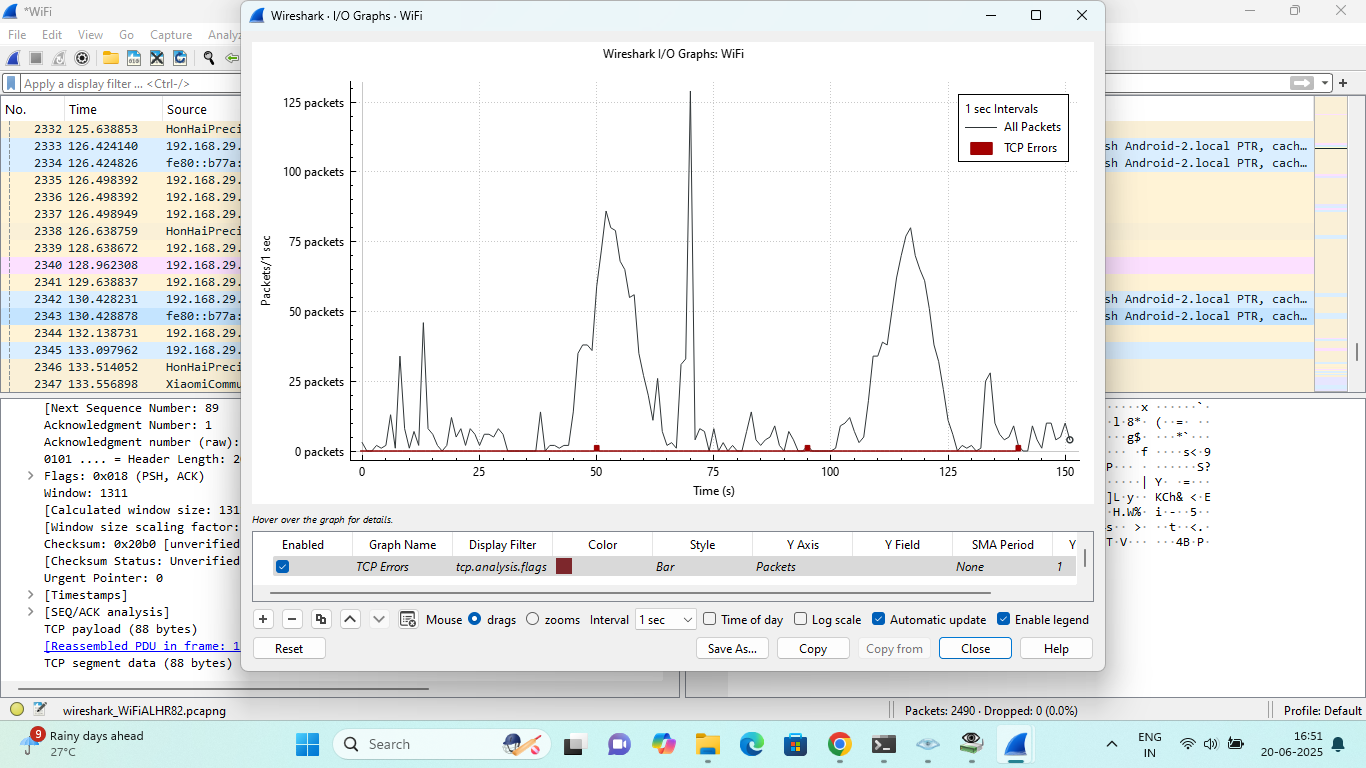 *WiFi
File Edit View Go Capture Analy
Apply a display filter ... <Ctrl-/>
No. Time Source
2332 125.638853 HonHaiPreci
2333 126.424140 192.168.29. sh Android-2.local PTR, cach…
2334 126.424826 fe80::b77a: sh Android-2.local PTR, cach…
2335 126.498392 192.168.29.
2336 126.498392 192.168.29.
2337 126.498949 192.168.29.
2338 126.638759 HonHaiPreci
2339 128.638672 192.168.29.
2340 128.962308 192.168.29.
2341 129.638837 192.168.29.
2342 130.428231 192.168.29. sh Android-2.local PTR, cach…
2343 130.428878 fe80::b77a: sh Android-2.local PTR, cach…
2344 132.138731 192.168.29.
2345 133.097962 192.168.29.
2346 133.514052 HonHaiPreci
2347 133.556898 XiaomiCommu
[Next Sequence Number: 89
Acknowledgment Number: 1
Acknowledgment number (raw):
0101 .... = Header Length: 2
Flags: 0x018 (PSH, ACK)
Window: 1311
[Calculated window size: 131
[Window size scaling factor:
Checksum: 0x20b0 [unverified
[Checksum Status: Unverified
Urgent Pointer: 0
[Timestamps]
[SEQ/ACK analysis]
TCP payload (88 bytes)
[Reassembled PDU in frame: 1
TCP segment data (88 bytes)
Wireshark · I/O Graphs · WiFi
Wireshark I/O Graphs: WiFi
125 packets
100 packets
75 packets
50 packets
25 packets
0 packets
Packets/1 sec
0 25 50 75 100 125 150
Time (s)
1 sec Intervals
All Packets
TCP Errors
Hover over the graph for details.
Enabled Graph Name Display Filter Color Style Y Axis Y Field SMA Period Y
TCP Errors tcp.analysis.flags Bar Packets None 1
Mouse drags zooms Interval 1 sec Time of day Log scale Automatic update Enable legend
Reset Save As... Copy Copy from Close Help
wireshark_WiFiALHR82.pcapng Packets: 2490 · Dropped: 0 (0.0%) Profile: Default
9
Rainy days ahead
27°C
Search
ENG
IN
16:51
20-06-2025